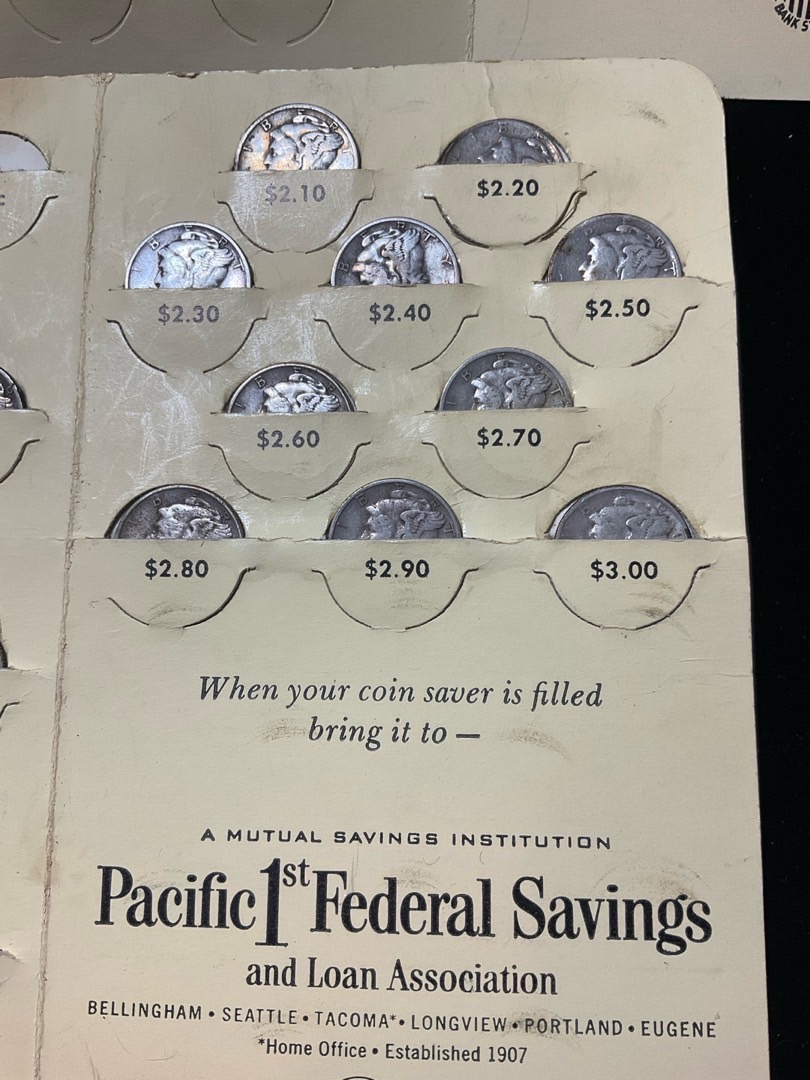 BANK S
$2.10
$2.20
$2.30
$2.40
$2.50
$2.60
$2.70
$2.80
$2.90
$3.00
When your coin saver is filled
bring it to —
A MUTUAL SAVINGS INSTITUTION
Pacific 1st Federal Savings
and Loan Association
BELLINGHAM • SEATTLE • TACOMA* • LONGVIEW • PORTLAND • EUGENE
*Home Office • Established 1907